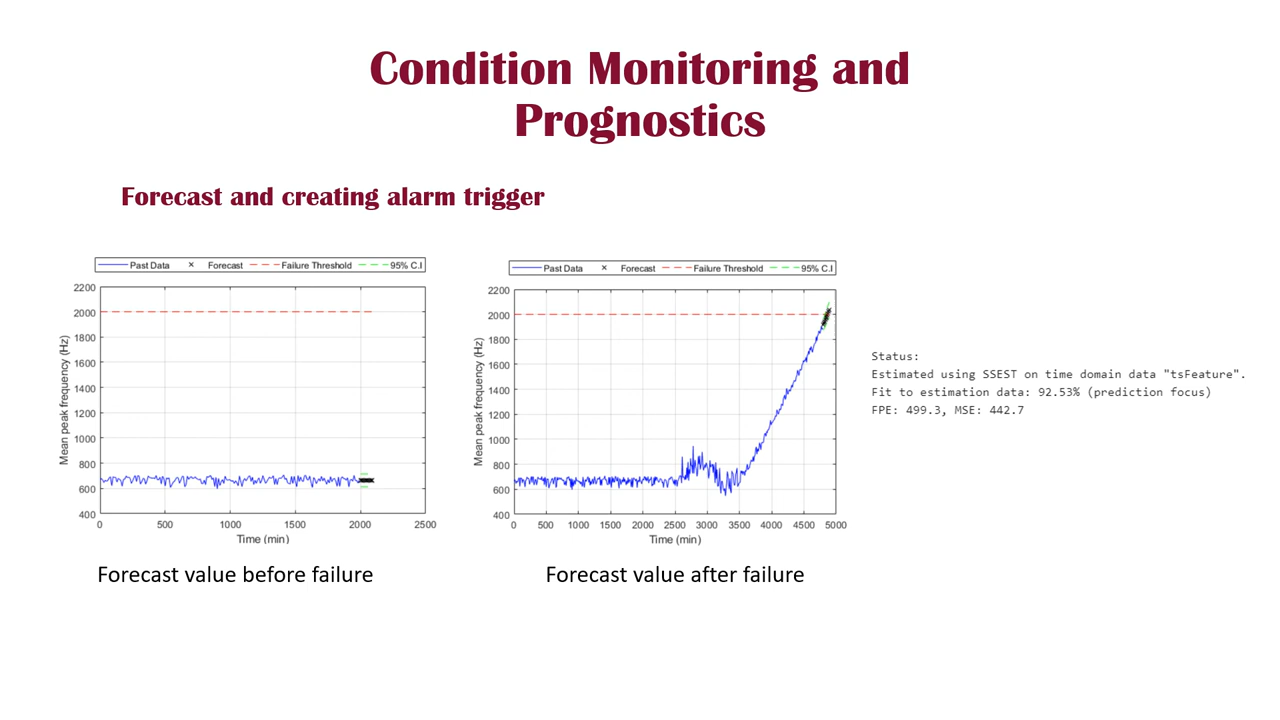 Condition Monitoring and
Prognostics
Forecast and creating alarm trigger
Past Data Forecast Failure Threshold 95% C.I
2200
2000
1800
1600
1400
1200
1000
800
600
400
Mean peak frequency (Hz)
0 500 1000 1500 2000 2500
Time (min)
Forecast value before failure
Past Data Forecast Failure Threshold 95% C.I
2200
2000
1800
1600
1400
1200
1000
800
600
400
Mean peak frequency (Hz)
0 500 1000 1500 2000 2500 3000 3500 4000 4500 5000
Time (min)
Forecast value after failure
Status:
Estimated using SSEST on time domain data "tsFeature".
Fit to estimation data: 92.53% (prediction focus)
FPE: 499.3, MSE: 442.7